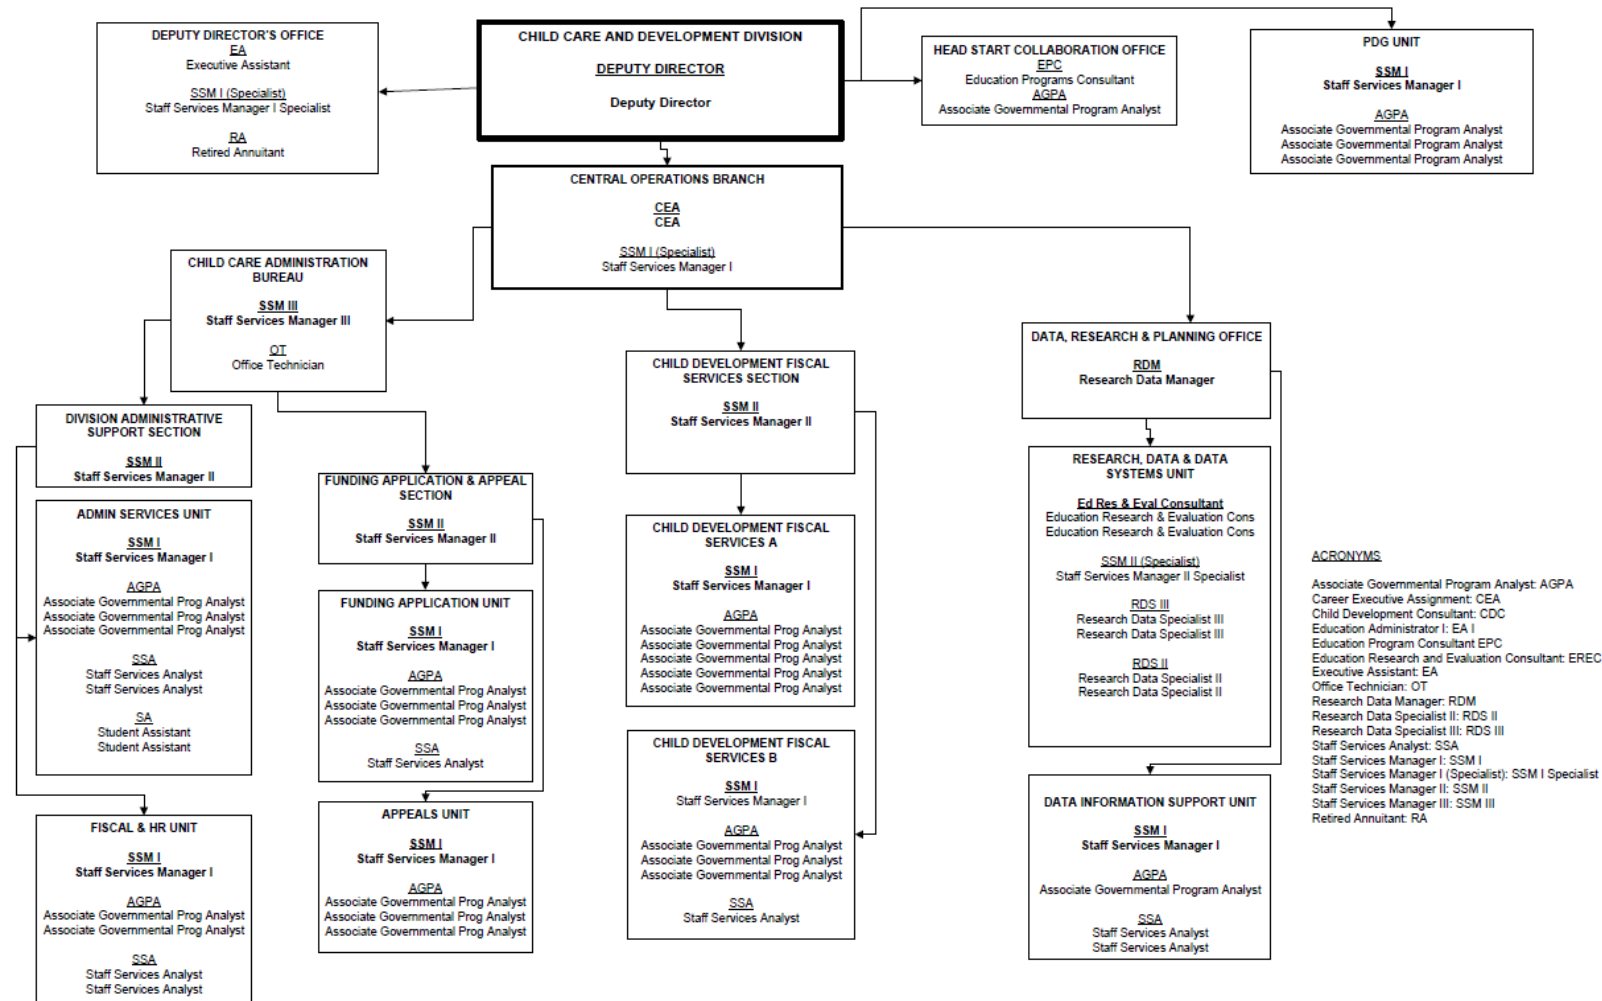 DEPUTY DIRECTOR'S OFFICE
EA
Executive Assistant
SSM I (Specialist)
Staff Services Manager I Specialist
RA
Retired Annuitant
CHILD CARE AND DEVELOPMENT DIVISION
DEPUTY DIRECTOR
Deputy Director
HEAD START COLLABORATION OFFICE
EPC
Education Programs Consultant
AGPA
Associate Governmental Program Analyst
PDG UNIT
SSM I
Staff Services Manager I
AGPA
Associate Governmental Program Analyst
Associate Governmental Program Analyst
Associate Governmental Program Analyst
CENTRAL OPERATIONS BRANCH
CEA
CEA
SSM I (Specialist)
Staff Services Manager I
CHILD CARE ADMINISTRATION
BUREAU
SSM III
Staff Services Manager III
OT
Office Technician
DIVISION ADMINISTRATIVE
SUPPORT SECTION
SSM II
Staff Services Manager II
ADMIN SERVICES UNIT
SSM I
Staff Services Manager I
AGPA
Associate Governmental Prog Analyst
Associate Governmental Prog Analyst
Associate Governmental Prog Analyst
SSA
Staff Services Analyst
Staff Services Analyst
SA
Student Assistant
Student Assistant
FISCAL & HR UNIT
SSM I
Staff Services Manager I
AGPA
Associate Governmental Prog Analyst
Associate Governmental Prog Analyst
SSA
Staff Services Analyst
Staff Services Analyst
FUNDING APPLICATION & APPEAL
SECTION
SSM II
Staff Services Manager II
FUNDING APPLICATION UNIT
SSM I
Staff Services Manager I
AGPA
Associate Governmental Prog Analyst
Associate Governmental Prog Analyst
Associate Governmental Prog Analyst
SSA
Staff Services Analyst
APPEALS UNIT
SSM I
Staff Services Manager I
AGPA
Associate Governmental Prog Analyst
Associate Governmental Prog Analyst
Associate Governmental Prog Analyst
CHILD DEVELOPMENT FISCAL
SERVICES SECTION
SSM II
Staff Services Manager II
CHILD DEVELOPMENT FISCAL
SERVICES A
SSM I
Staff Services Manager I
AGPA
Associate Governmental Prog Analyst
Associate Governmental Prog Analyst
Associate Governmental Prog Analyst
Associate Governmental Prog Analyst
Associate Governmental Prog Analyst
CHILD DEVELOPMENT FISCAL
SERVICES B
SSM I
Staff Services Manager I
AGPA
Associate Governmental Prog Analyst
Associate Governmental Prog Analyst
Associate Governmental Prog Analyst
SSA
Staff Services Analyst
DATA, RESEARCH & PLANNING OFFICE
RDM
Research Data Manager
RESEARCH, DATA & DATA
SYSTEMS UNIT
Ed Res & Eval Consultant
Education Research & Evaluation Cons
Education Research & Evaluation Cons
SSM II (Specialist)
Staff Services Manager II Specialist
RDS III
Research Data Specialist III
Research Data Specialist III
RDS II
Research Data Specialist II
Research Data Specialist II
DATA INFORMATION SUPPORT UNIT
SSM I
Staff Services Manager I
AGPA
Associate Governmental Program Analyst
SSA
Staff Services Analyst
Staff Services Analyst
ACRONYMS
Associate Governmental Program Analyst: AGPA
Career Executive Assignment: CEA
Child Development Consultant: CDC
Education Administrator I: EA I
Education Program Consultant EPC
Education Research and Evaluation Consultant: EREC
Executive Assistant: EA
Office Technician: OT
Research Data Manager: RDM
Research Data Specialist II: RDS II
Research Data Specialist III: RDS III
Staff Services Analyst: SSA
Staff Services Manager I: SSM I
Staff Services Manager I (Specialist): SSM I Specialist
Staff Services Manager II: SSM II
Staff Services Manager III: SSM III
Retired Annuitant: RA